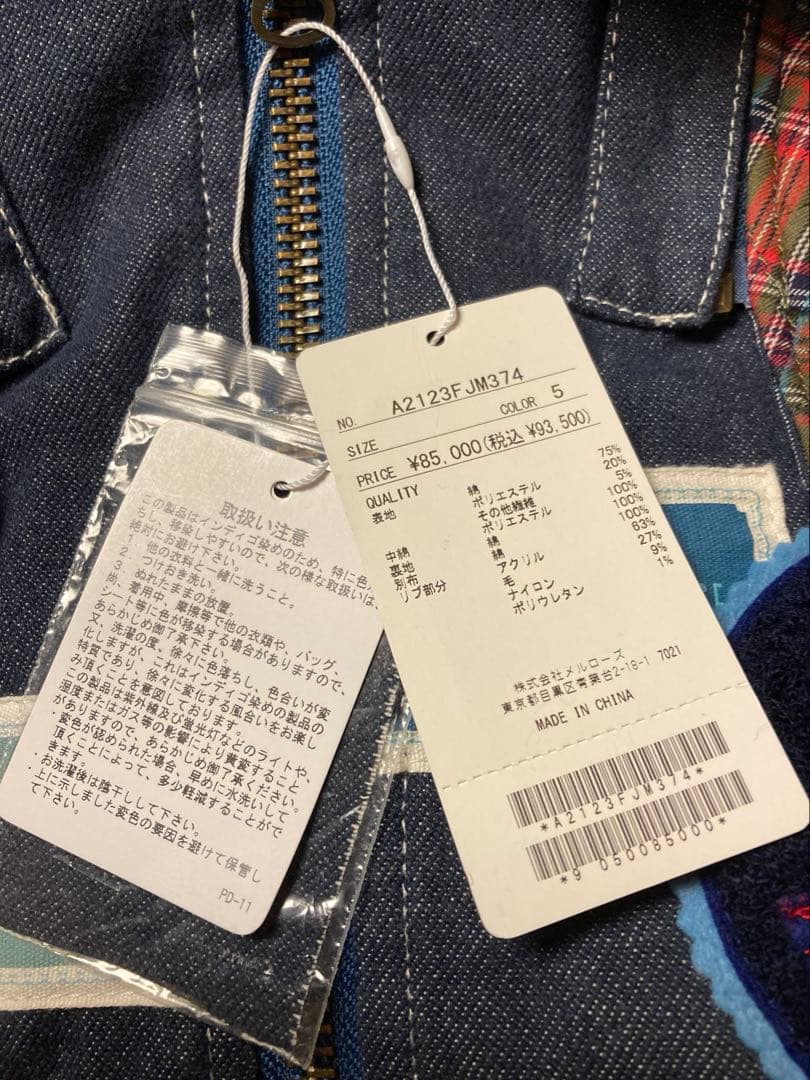 取扱い注意
この製品はインディゴ染めのため、特に色
ちし、移染しやすいので、次の様な取扱いは、
絶対にお避け下さい。
1. 他の衣料と一緒に洗うこと。
2. つけおき洗い。
3. ぬれたままの放置。
尚、着用中、摩擦等で他の衣類や、バッグ、
シート等に色が移染する場合がありますので、
あらかじめ御了承下さい。
又、洗濯の度、徐々に色落ちし、色合いが変
化しますが、これはインディゴの製品の
特質であり、徐々に変化する風合いをお楽し
み頂くことを意図しております。
この製品は紫外線及び蛍光灯などのライトや、
湿度またはガス等の影響により黄変すること
がありますので、あらかじめ御了承ください。
・変色が認められた場合、早めに水洗いして
頂くことによって、多少軽減することがで
きます。
・お洗濯後は陰干しして下さい。
・上に示しました変色の要因を避けて保管し
て下さい。
PD-11
NO. A2123FJM374
SIZE COLOR 5
PRICE ¥85,000(税込 ¥93,500)
QUALITY
表地 綿 75%
ポリエステル 20%
その他繊維 5%
中綿 ポリエステル 100%
裏地 綿 100%
別布 綿 100%
リブ部分 アクリル 63%
毛 27%
ナイロン 9%
ポリウレタン 1%
株式会社メルローズ
東京都目黒区青葉台2-19-1 7021
MADE IN CHINA
*A2123FJM374*
*9 050085000*